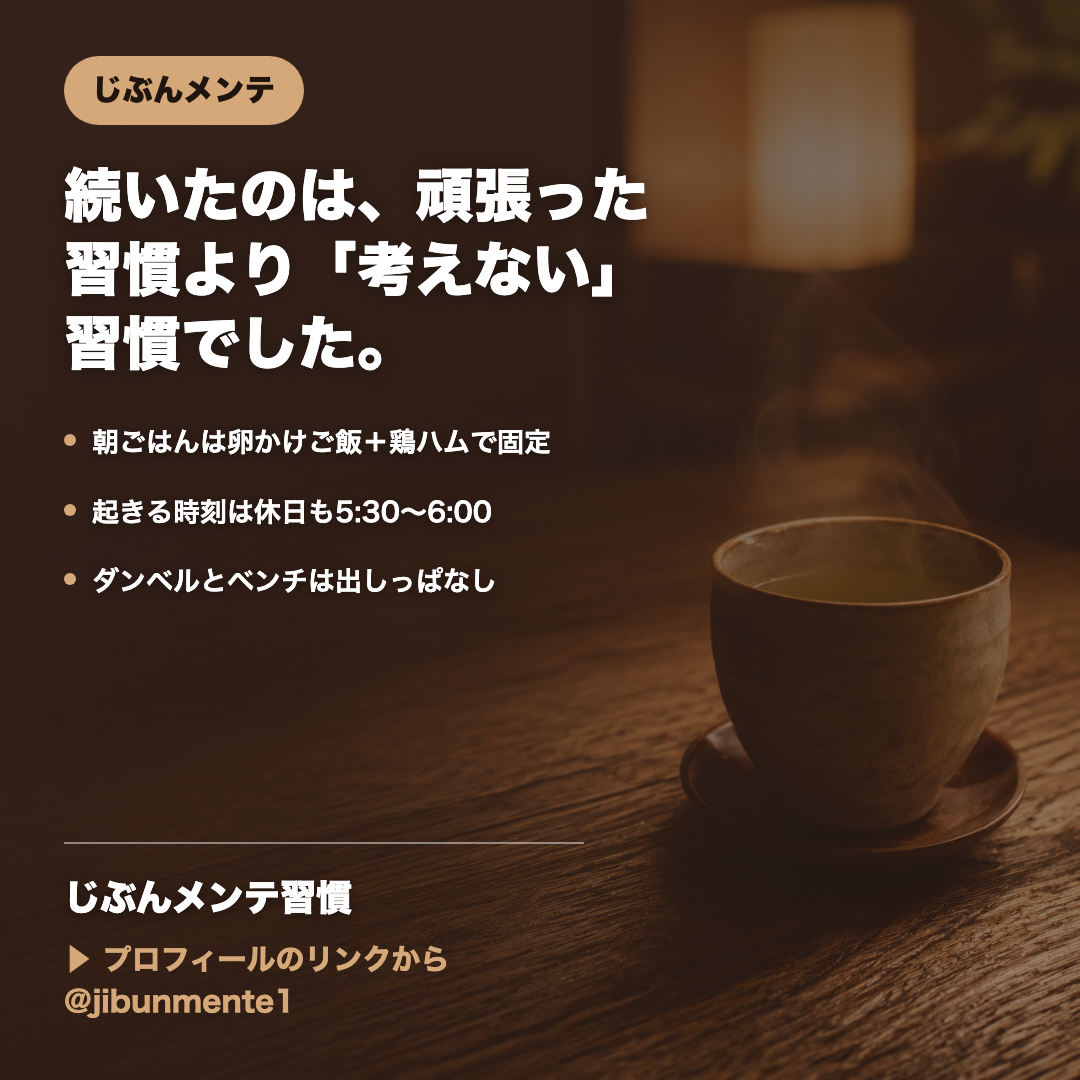 じぶんメンテ
続いたのは、頑張った
習慣より「考えない」
習慣でした。
• 朝ごはんは卵かけご飯＋鶏ハムで固定
• 起きる時刻は休日も5:30〜6:00
• ダンベルとベンチは出しっぱなし
じぶんメンテ習慣
▶ プロフィールのリンクから
@jibunmente1